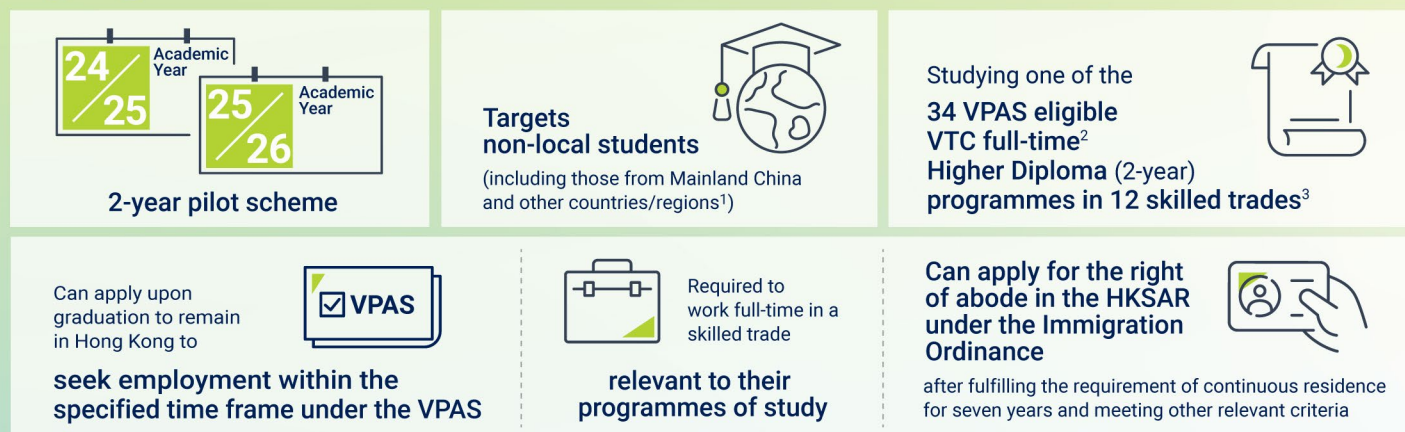 24/25
Academic
Year
25/26
Academic
Year
2-year pilot scheme
Targets
non-local students
(including those from Mainland China
and other countries/regions¹)
Studying one of the
34 VPAS eligible
VTC full-time²
Higher Diploma (2-year)
programmes in 12 skilled trades³
Can apply upon
graduation to remain
in Hong Kong to
VPAS
seek employment within the
specified time frame under the VPAS
Required to
work full-time in a
skilled trade
relevant to their
programmes of study
Can apply for the right
of abode in the HKSAR
under the Immigration
Ordinance
after fulfilling the requirement of continuous residence
for seven years and meeting other relevant criteria